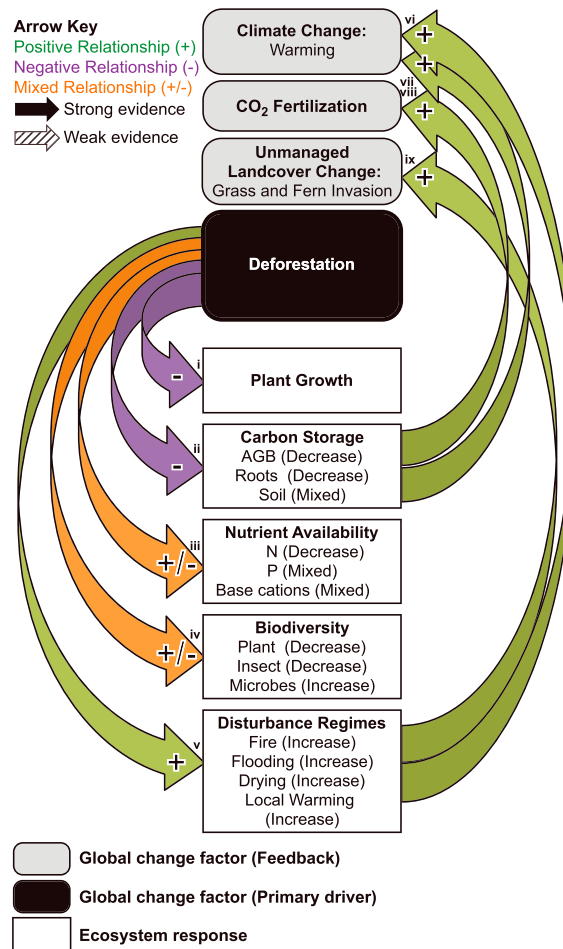 Arrow Key
Positive Relationship (+)
Negative Relationship (-)
Mixed Relationship (+/-)
Strong evidence
Weak evidence
Climate Change:
Warming
vi
+
+
CO₂ Fertilization
vii
viii
+
Unmanaged
Landcover Change:
Grass and Fern Invasion
ix
+
Deforestation
i
-
Plant Growth
ii
-
Carbon Storage
AGB (Decrease)
Roots (Decrease)
Soil (Mixed)
iii
+/-
Nutrient Availability
N (Decrease)
P (Mixed)
Base cations (Mixed)
iv
+/-
Biodiversity
Plant (Decrease)
Insect (Decrease)
Microbes (Increase)
v
+
Disturbance Regimes
Fire (Increase)
Flooding (Increase)
Drying (Increase)
Local Warming
(Increase)
Global change factor (Feedback)
Global change factor (Primary driver)
Ecosystem response